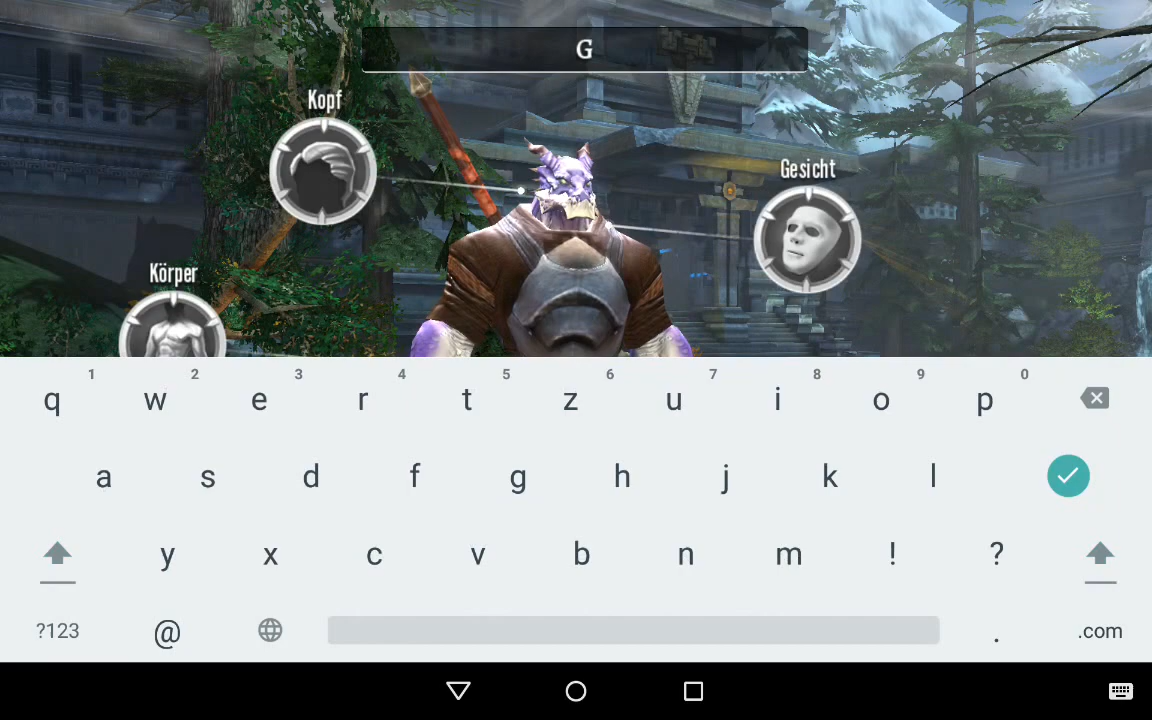 G
Kopf
Gesicht
Körper
1 2 3 4 5 6 7 8 9 0
q w e r t z u i o p
a s d f g h j k l
y x c v b n m ! ?
?123 @ . .com